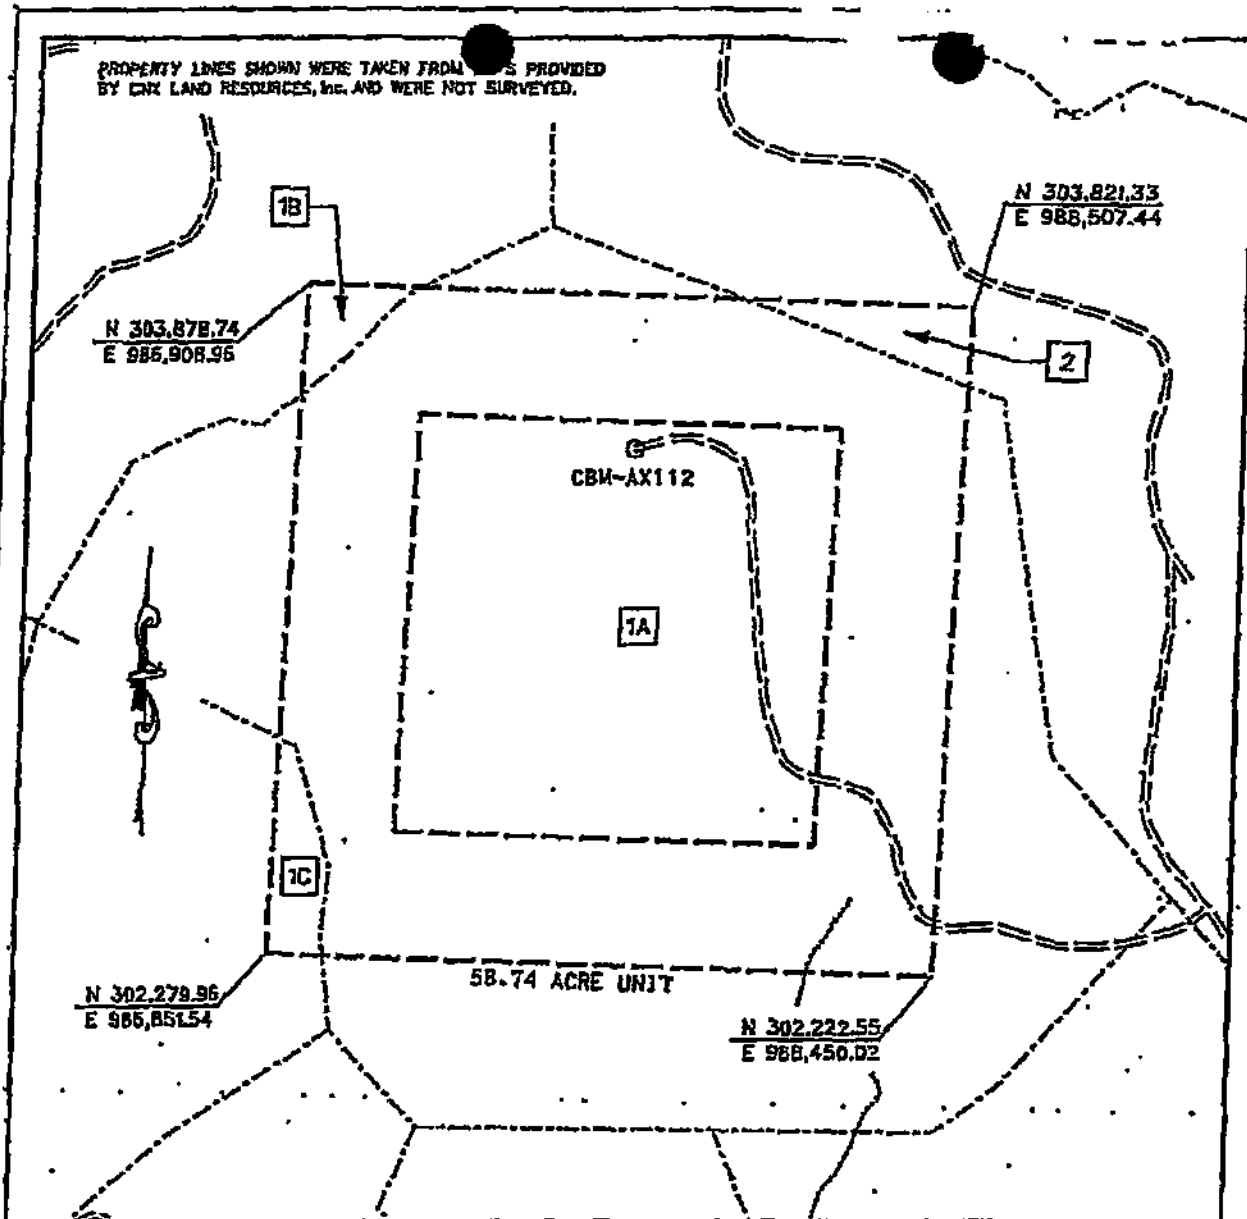 PROPERTY LINES SHOWN WERE TAKEN FROM PROVIDED
BY CNX LAND RESOURCES, Inc. AND WERE NOT SURVEYED.
1B
N 303,821.33
E 988,507.44
N 303,878.74
E 986,908.96
2
CBM-AX112
1A
1C
58.74 ACRE UNIT
N 302,279.96
E 986,851.54
N 302,222.55
E 988,450.02